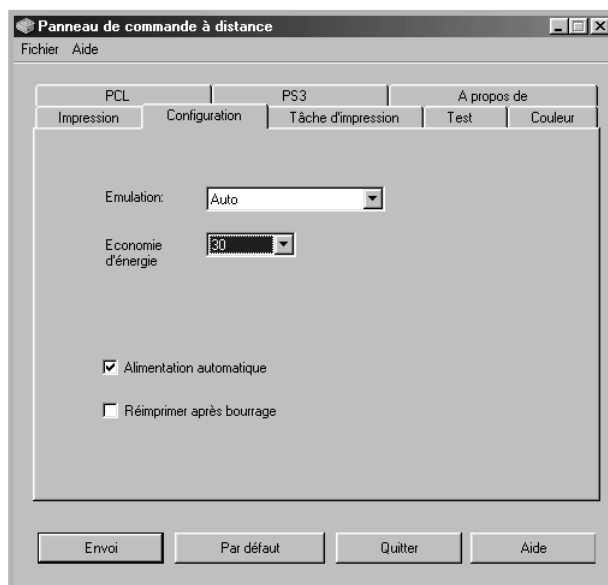 Panneau de commande à distance
Fichier Aide
PCL PS3 A propos de
Impression Configuration Tâche d'impression Test Couleur
Emulation: Auto
Economie d'énergie 30
Alimentation automatique
Réimprimer après bourrage
Envoi Par défaut Quitter Aide